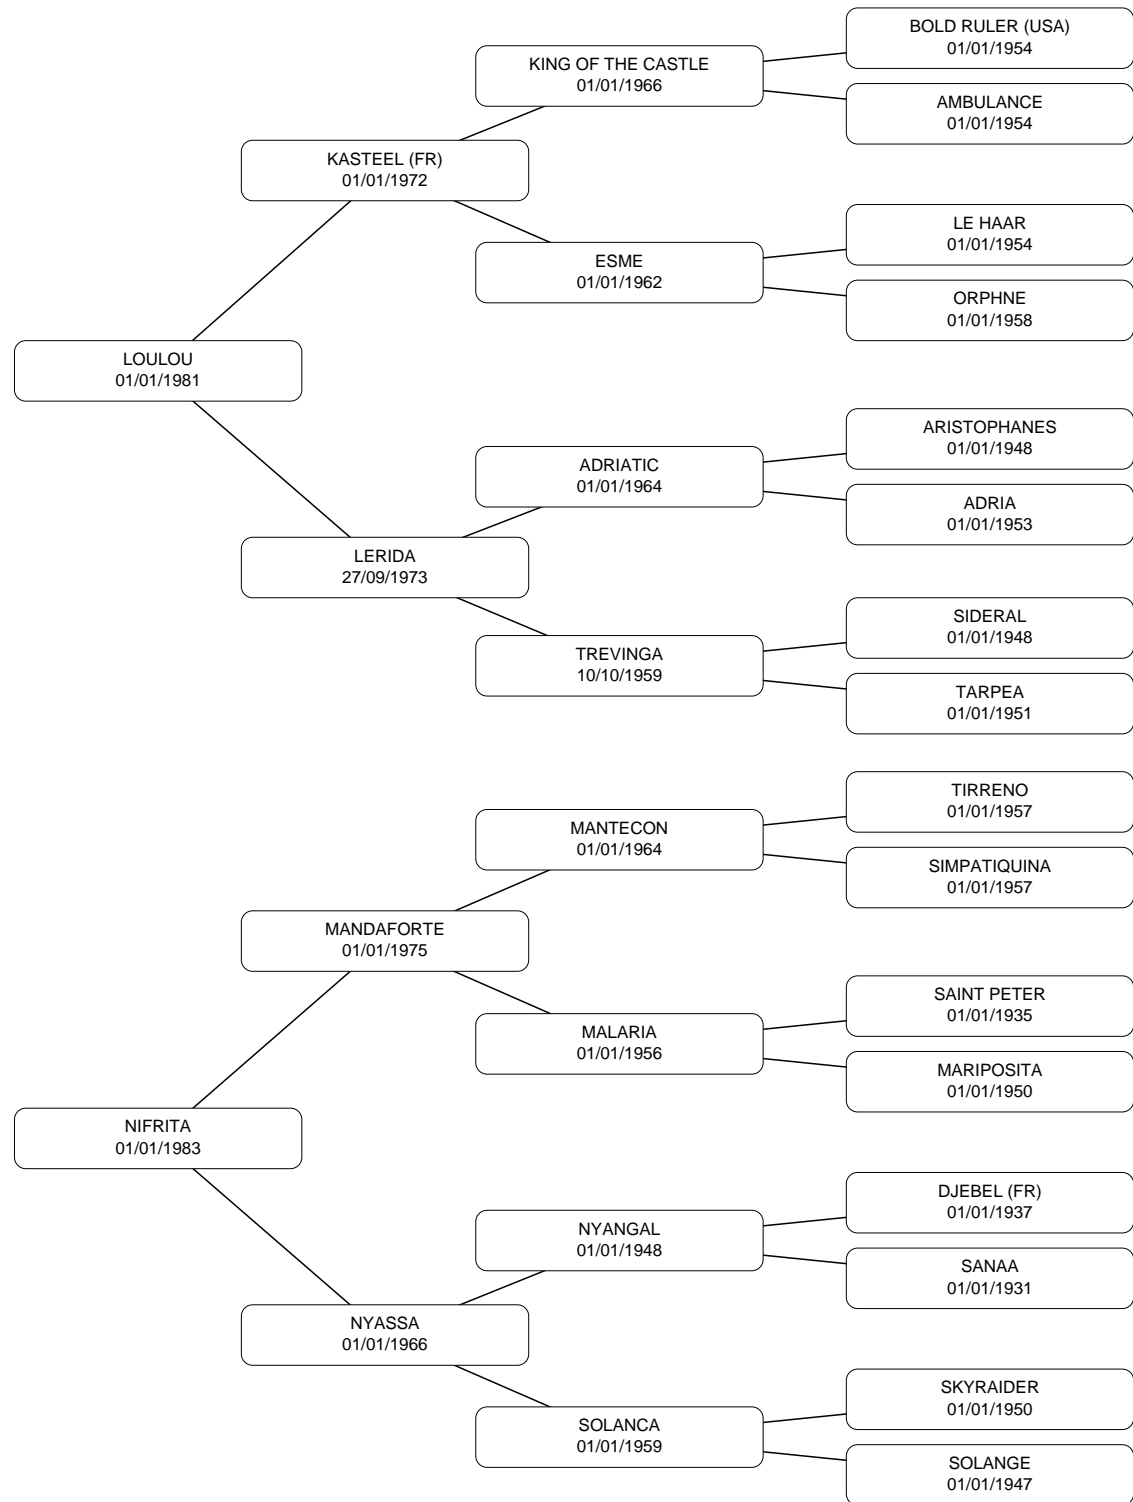 BOLD RULER (USA)
01/01/1954
KING OF THE CASTLE
01/01/1966
AMBULANCE
01/01/1954
KASTEEL (FR)
01/01/1972
LE HAAR
01/01/1954
ESME
01/01/1962
ORPHNE
01/01/1958
LOULOU
01/01/1981
ARISTOPHANES
01/01/1948
ADRIATIC
01/01/1964
ADRIA
01/01/1953
LERIDA
27/09/1973
SIDERAL
01/01/1948
TREVINGA
10/10/1959
TARPEA
01/01/1951
TIRRENO
01/01/1957
MANTECON
01/01/1964
SIMPATIQUINA
01/01/1957
MANDAFORTE
01/01/1975
SAINT PETER
01/01/1935
MALARIA
01/01/1956
MARIPOSITA
01/01/1950
NIFRITA
01/01/1983
DJEBEL (FR)
01/01/1937
NYANGAL
01/01/1948
SANAA
01/01/1931
NYASSA
01/01/1966
SKYRAIDER
01/01/1950
SOLANCA
01/01/1959
SOLANGE
01/01/1947